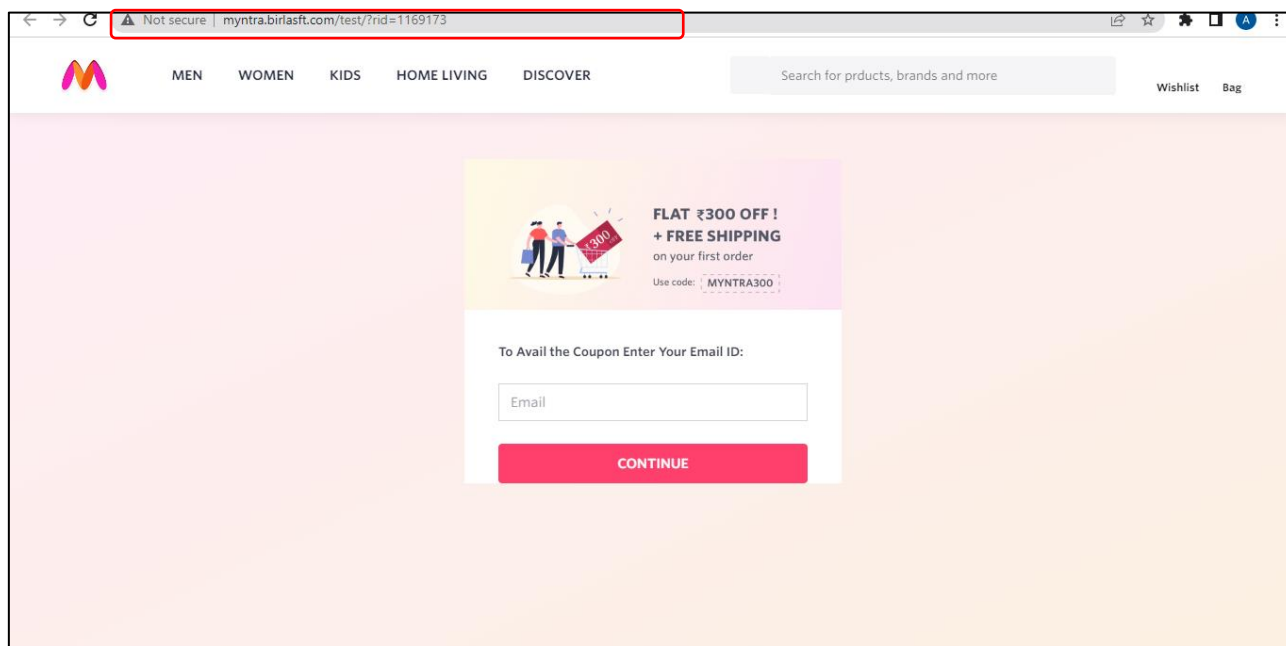 Not secure | myntra.birlasft.com/test/?rid=1169173
A
MEN WOMEN KIDS HOME LIVING DISCOVER
Search for prducts, brands and more
Wishlist Bag
₹300
FLAT ₹300 OFF !
+ FREE SHIPPING
on your first order
Use code: MYNTRA300
To Avail the Coupon Enter Your Email ID:
Email
CONTINUE